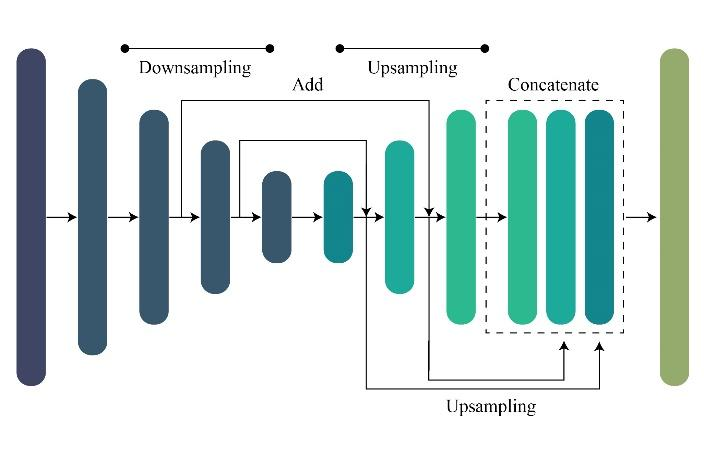 Downsampling
Upsampling
Add
Concatenate
Upsampling